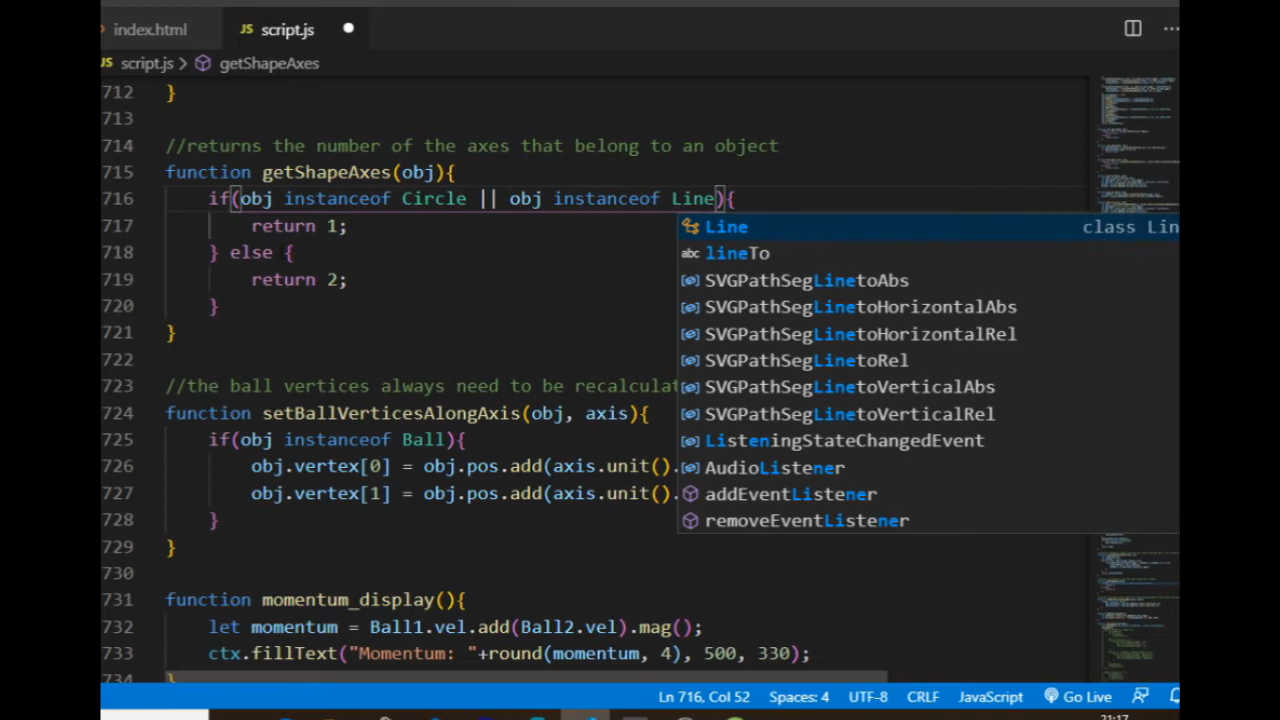 index.html
JS script.js
JS script.js > getShapeAxes
712 }
713
714 //returns the number of the axes that belong to an object
715 function getShapeAxes(obj){
716 if(obj instanceof Circle || obj instanceof Line){
717 return 1;
718 } else {
719 return 2;
720 }
721 }
722
723 //the ball vertices always need to be recalculat
724 function setBallVerticesAlongAxis(obj, axis){
725 if(obj instanceof Ball){
726 obj.vertex[0] = obj.pos.add(axis.unit().
727 obj.vertex[1] = obj.pos.add(axis.unit().
728 }
729 }
730
731 function momentum_display(){
732 let momentum = Ball1.vel.add(Ball2.vel).mag();
733 ctx.fillText("Momentum: "+round(momentum, 4), 500, 330);
734 }
Line class Lin
abc lineTo
SVGPathSegLinetoAbs
SVGPathSegLinetoHorizontalAbs
SVGPathSegLinetoHorizontalRel
SVGPathSegLinetoRel
SVGPathSegLinetoVerticalAbs
SVGPathSegLinetoVerticalRel
ListeningStateChangedEvent
AudioListener
addEventListener
removeEventListener
Ln 716, Col 52 Spaces: 4 UTF-8 CRLF JavaScript Go Live
21:17